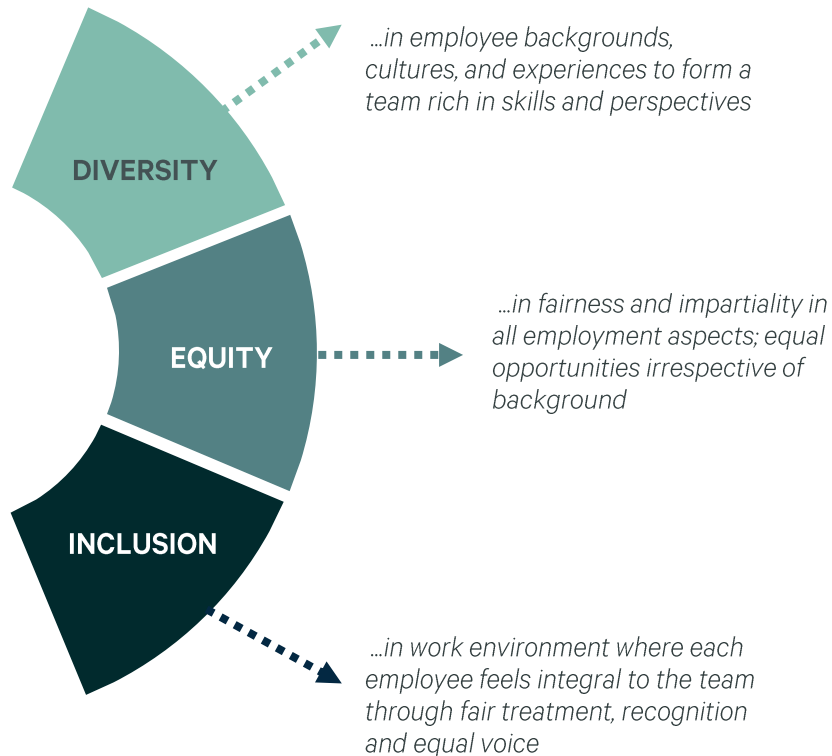 ...in employee backgrounds,
cultures, and experiences to form a
team rich in skills and perspectives
DIVERSITY
...in fairness and impartiality in
all employment aspects; equal
opportunities irrespective of
background
EQUITY
INCLUSION
...in work environment where each
employee feels integral to the team
through fair treatment, recognition
and equal voice